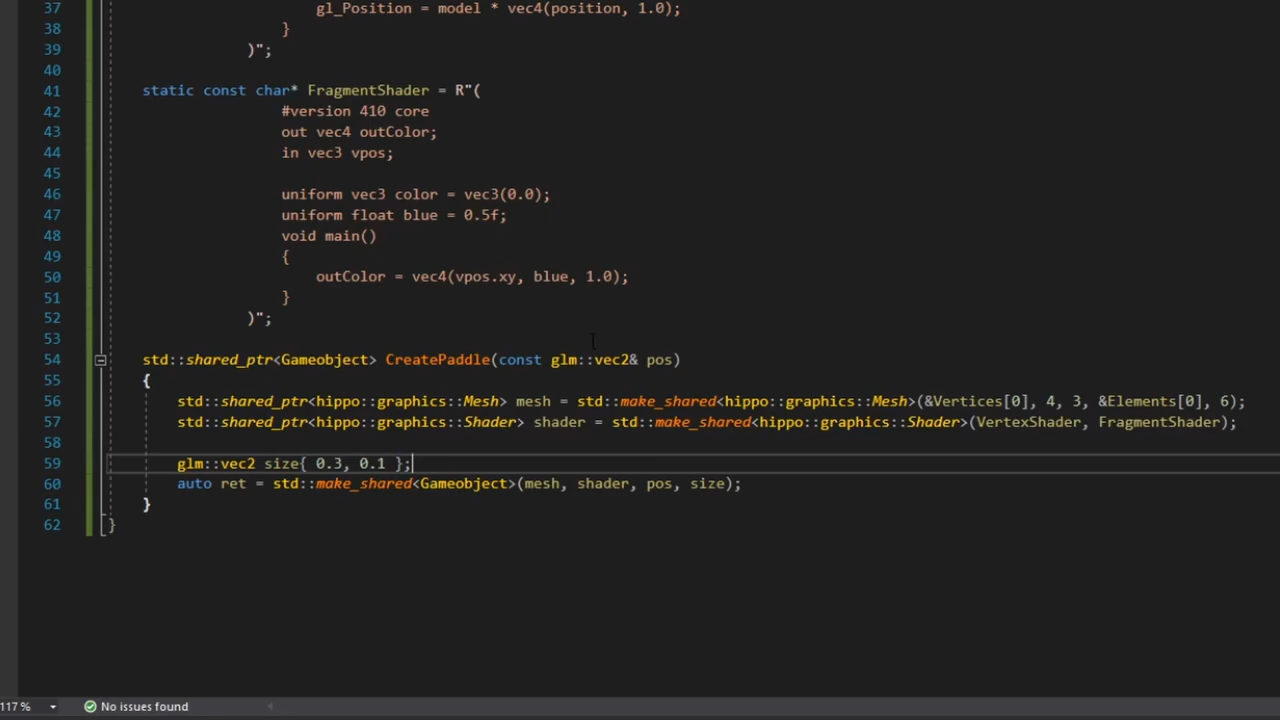 37 gl_Position = model * vec4(position, 1.0);
38 }
39 )";
40
41 static const char* FragmentShader = R"(
42 #version 410 core
43 out vec4 outColor;
44 in vec3 vpos;
45
46 uniform vec3 color = vec3(0.0);
47 uniform float blue = 0.5f;
48 void main()
49 {
50 outColor = vec4(vpos.xy, blue, 1.0);
51 }
52 )";
53
54 std::shared_ptr<Gameobject> CreatePaddle(const glm::vec2& pos)
55 {
56 std::shared_ptr<hippo::graphics::Mesh> mesh = std::make_shared<hippo::graphics::Mesh>(&Vertices[0], 4, 3, &Elements[0], 6);
57 std::shared_ptr<hippo::graphics::Shader> shader = std::make_shared<hippo::graphics::Shader>(VertexShader, FragmentShader);
58
59 glm::vec2 size{ 0.3, 0.1 };
60 auto ret = std::make_shared<Gameobject>(mesh, shader, pos, size);
61 }
62 }
117 % No issues found